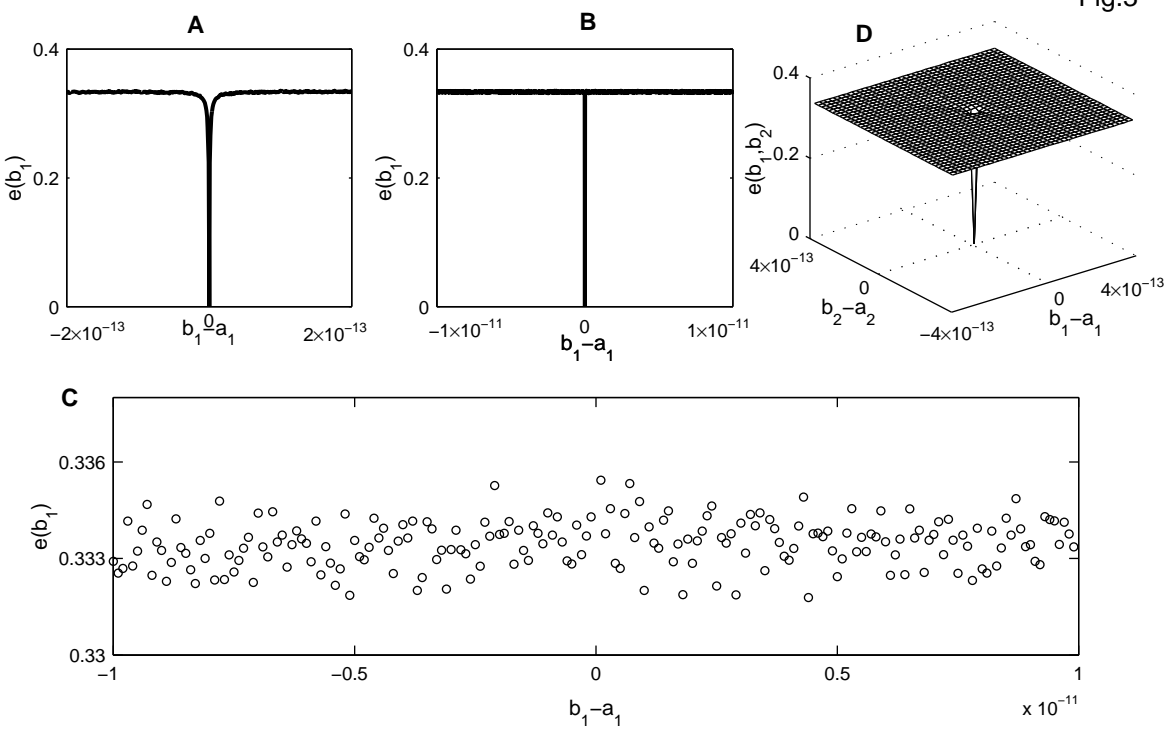 Fig.3
A
0.4
0.2
0
e(b1)
−2×10−13
0
2×10−13
b1−a1
B
0.4
0.2
0
e(b1)
−1×10−11
0
1×10−11
b1−a1
D
0.4
0.2
0
e(b1,b2)
4×10−13
0
b2−a2
−4×10−13
0
4×10−13
b1−a1
C
0.336
0.333
0.33
e(b1)
−1
−0.5
0
0.5
1
x 10−11
b1−a1